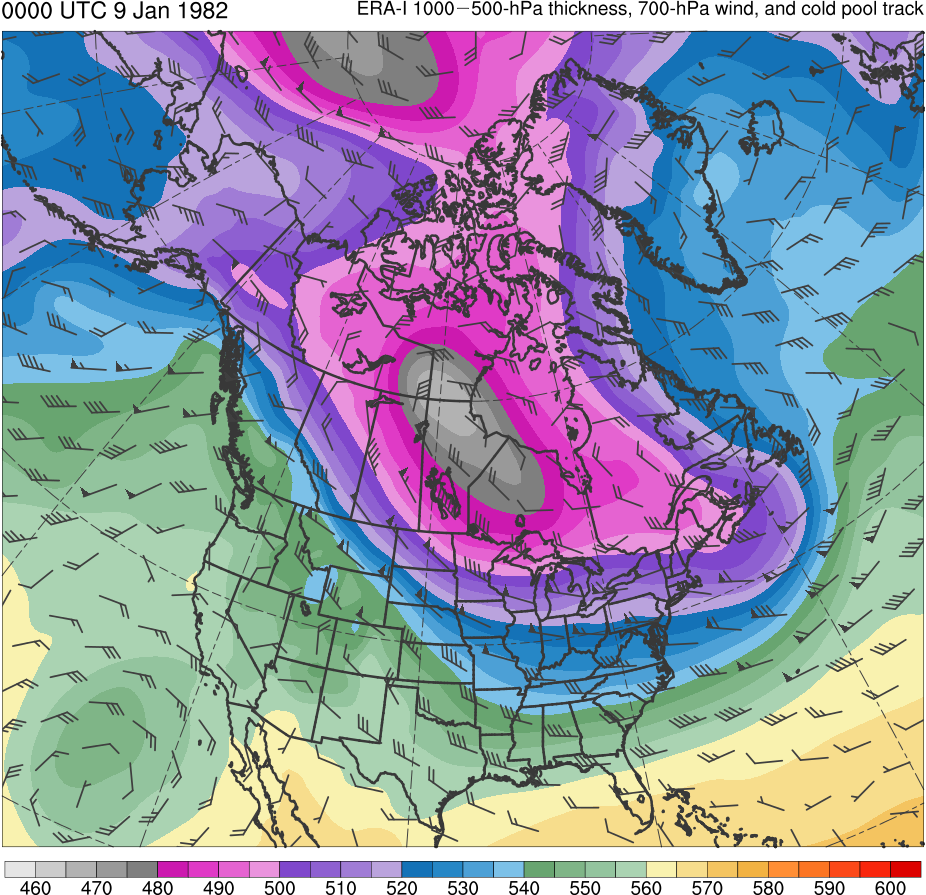 0000 UTC 9 Jan 1982
ERA-I 1000−500-hPa thickness, 700-hPa wind, and cold pool track
460 470 480 490 500 510 520 530 540 550 560 570 580 590 600